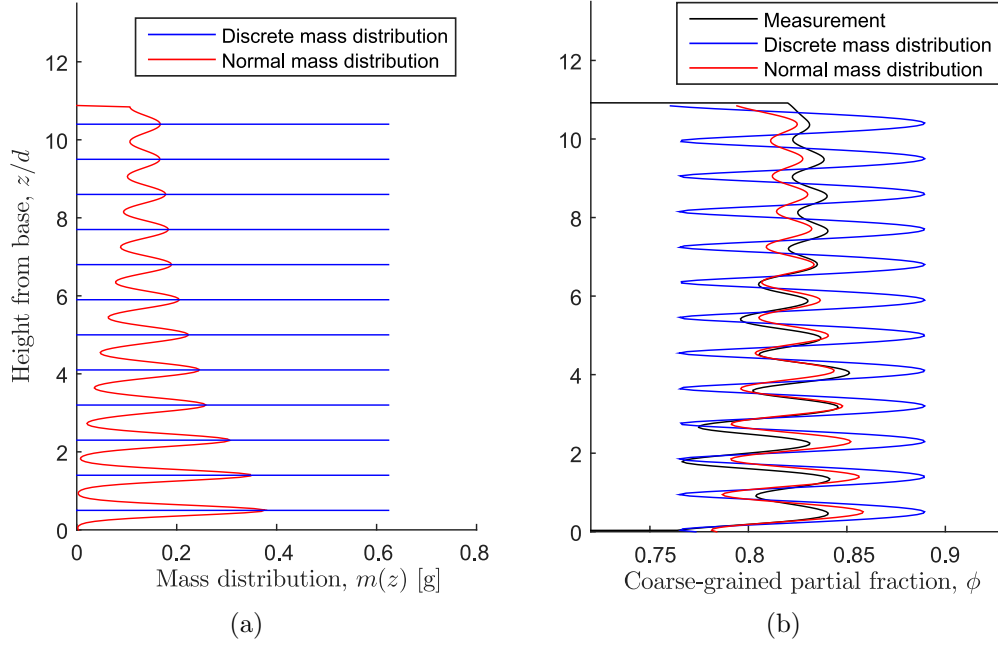 Discrete mass distribution
Normal mass distribution
12
10
8
6
4
2
0
0
0.2
0.4
0.6
0.8
Height from base, z/d
Mass distribution, m(z) [g]
(a)
Measurement
Discrete mass distribution
Normal mass distribution
12
10
8
6
4
2
0
0.75
0.8
0.85
0.9
Coarse-grained partial fraction, ϕ
(b)